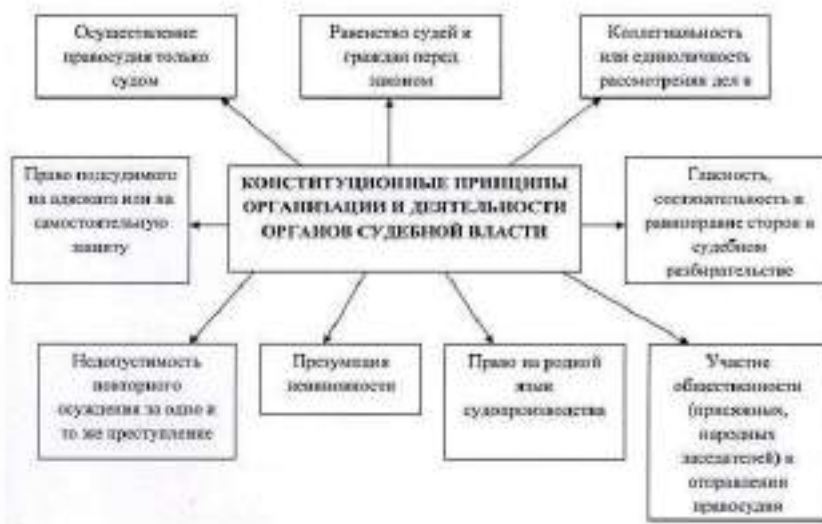 Осуществление
правосудия только
судом
Равенство судей и
граждан перед
законом
Коллегиальность
или единоличность
рассмотрения дел в
Право подсудимого
на адвоката или на
самостоятельную
защиту
КОНСТИТУЦИОННЫЕ ПРИНЦИПЫ
ОРГАНИЗАЦИИ И ДЕЯТЕЛЬНОСТИ
ОРГАНОВ СУДЕБНОЙ ВЛАСТИ
Гласность,
состязательность и
равноправие сторон в
судебном
разбирательстве
Недопустимость
повторного
осуждения за одно и
то же преступление
Презумпция
невиновности
Право на родной
язык
судопроизводства
Участие
общественности
(присяжных,
народных
заседателей) в
отправлении
правосудия